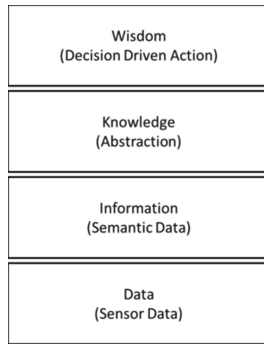 Wisdom
(Decision Driven Action)
Knowledge
(Abstraction)
Information
(Semantic Data)
Data
(Sensor Data)